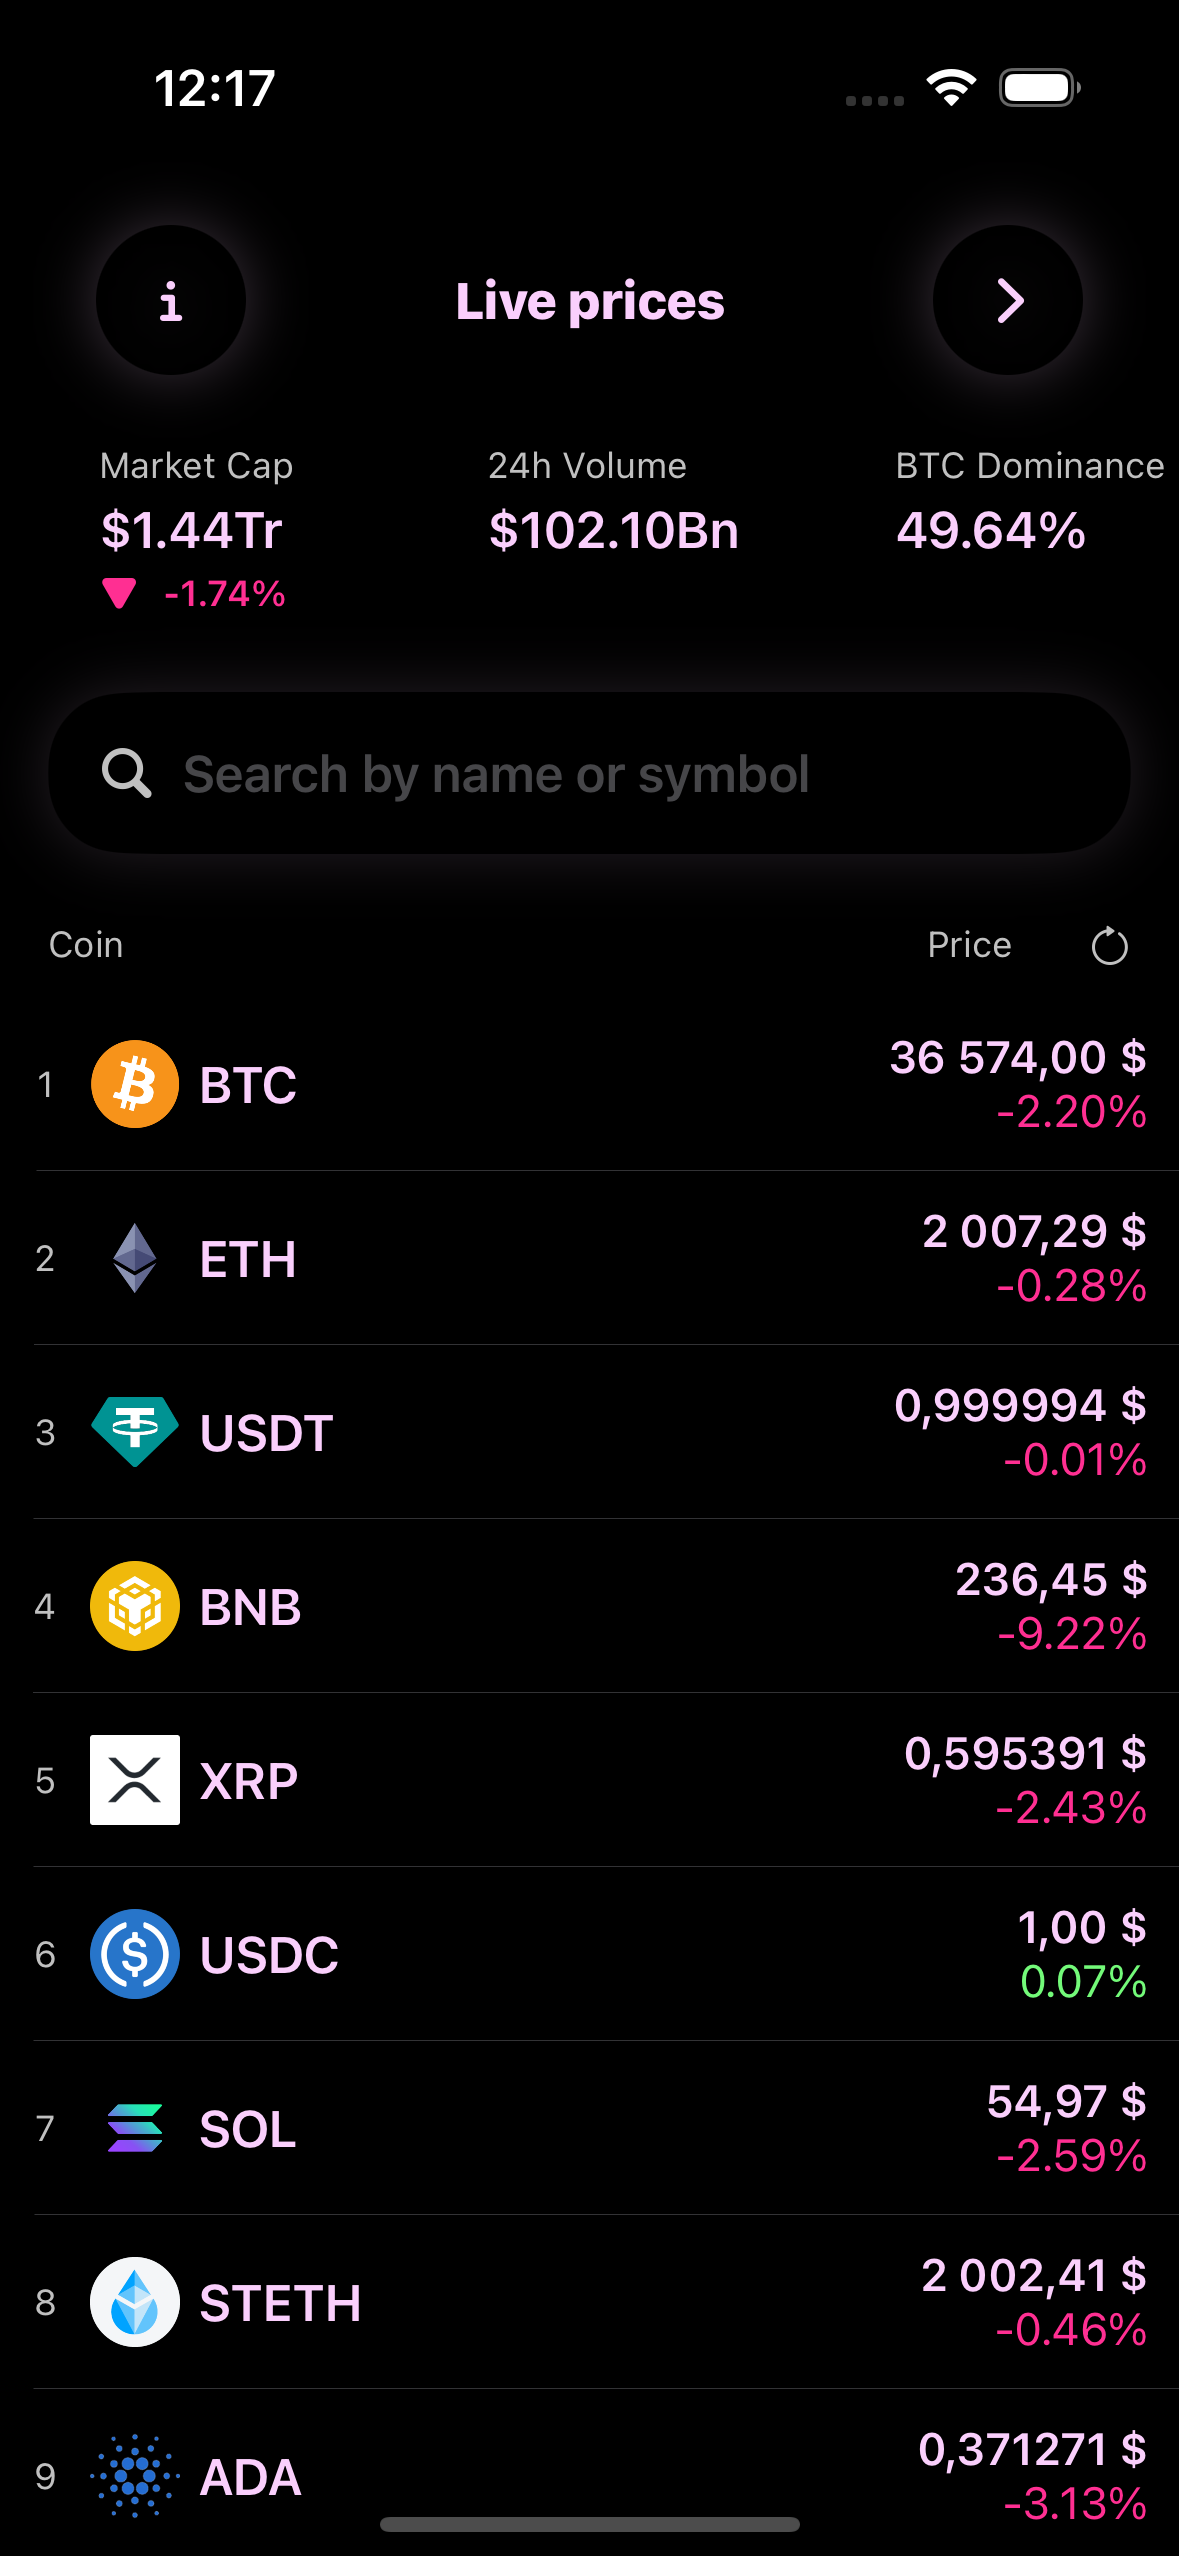 12:17
i
Live prices
Market Cap
24h Volume
BTC Dominance
$1.44Tr
$102.10Bn
49.64%
-1.74%
Search by name or symbol
Coin
Price
1
BTC
36 574,00 $
-2.20%
2
ETH
2 007,29 $
-0.28%
3
USDT
0,999994 $
-0.01%
4
BNB
236,45 $
-9.22%
5
XRP
0,595391 $
-2.43%
6
USDC
1,00 $
0.07%
7
SOL
54,97 $
-2.59%
8
STETH
2 002,41 $
-0.46%
9
ADA
0,371271 $
-3.13%